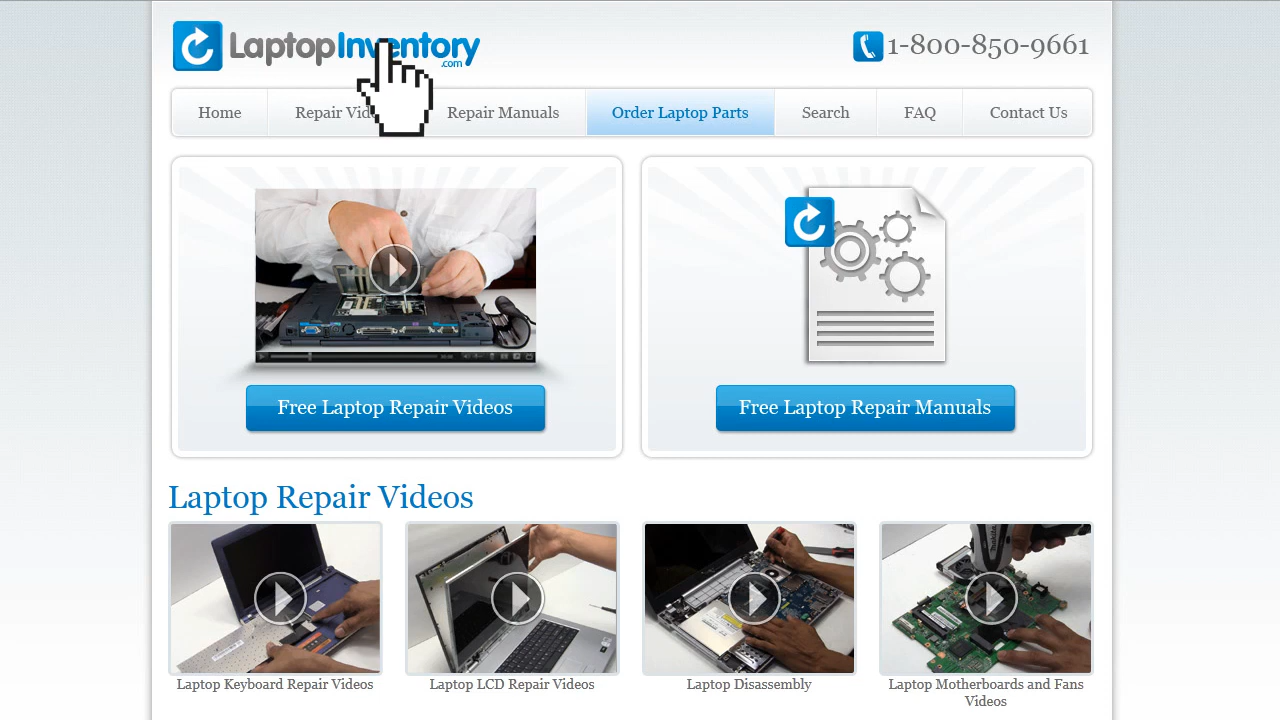 LaptopInventory
.com
1-800-850-9661
Home
Repair
Repair Manuals
Order Laptop Parts
Search
FAQ
Contact Us
Free Laptop Repair Videos
Free Laptop Repair Manuals
Laptop Repair Videos
Laptop Keyboard Repair Videos
Laptop LCD Repair Videos
Laptop Disassembly
Laptop Motherboards and Fans
Videos